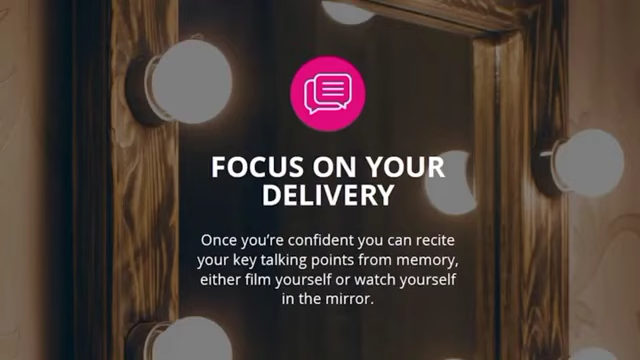 FOCUS ON YOUR
DELIVERY
Once you're confident you can recite
your key talking points from memory,
either film yourself or watch yourself
in the mirror.